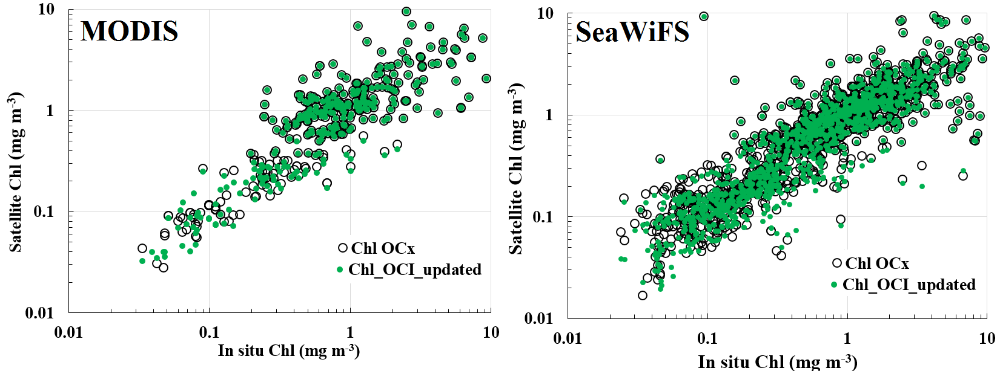 MODIS
Satellite Chl (mg m-3)
10
1
0.1
0.01
Chl OCx
Chl_OCI_updated
0.01
0.1
1
10
In situ Chl (mg m-3)
SeaWiFS
Satellite Chl (mg m-3)
10
1
0.1
0.01
Chl OCx
Chl_OCI_updated
0.01
0.1
1
10
In situ Chl (mg m-3)